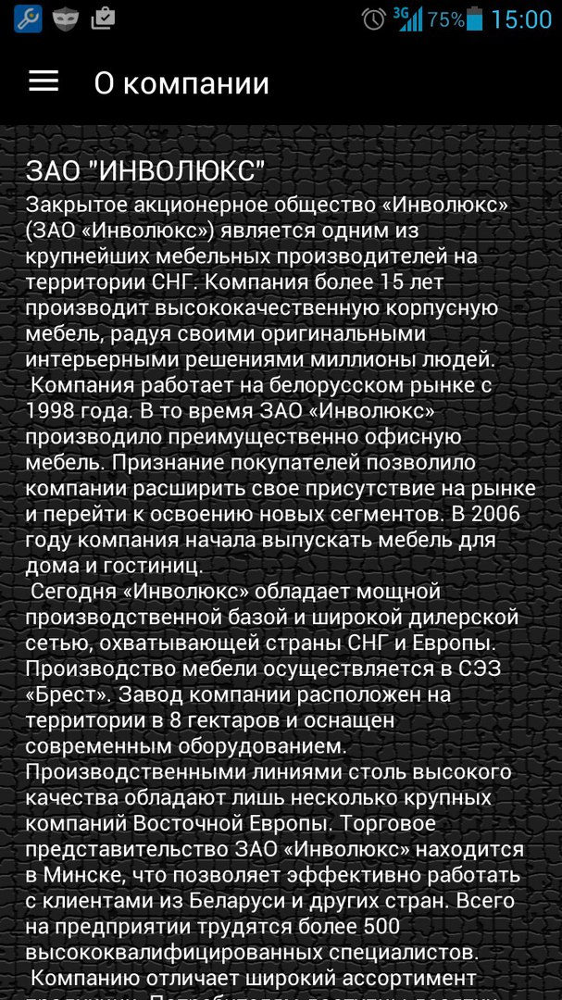 3G 75% 15:00
О компании
ЗАО "ИНВОЛЮКС"
Закрытое акционерное общество «Инволюкс»
(ЗАО «Инволюкс») является одним из
крупнейших мебельных производителей на
территории СНГ. Компания более 15 лет
производит высококачественную корпусную
мебель, радуя своими оригинальными
интерьерными решениями миллионы людей.
Компания работает на белорусском рынке с
1998 года. В то время ЗАО «Инволюкс»
производило преимущественно офисную
мебель. Признание покупателей позволило
компании расширить свое присутствие на рынке
и перейти к освоению новых сегментов. В 2006
году компания начала выпускать мебель для
дома и гостиниц.
Сегодня «Инволюкс» обладает мощной
производственной базой и широкой дилерской
сетью, охватывающей страны СНГ и Европы.
Производство мебели осуществляется в СЭЗ
«Брест». Завод компании расположен на
территории в 8 гектаров и оснащен
современным оборудованием.
Производственными линиями столь высокого
качества обладают лишь несколько крупных
компаний Восточной Европы. Торговое
представительство ЗАО «Инволюкс» находится
в Минске, что позволяет эффективно работать
с клиентами из Беларуси и других стран. Всего
на предприятии трудятся более 500
высококвалифицированных специалистов.
Компанию отличает широкий ассортимент